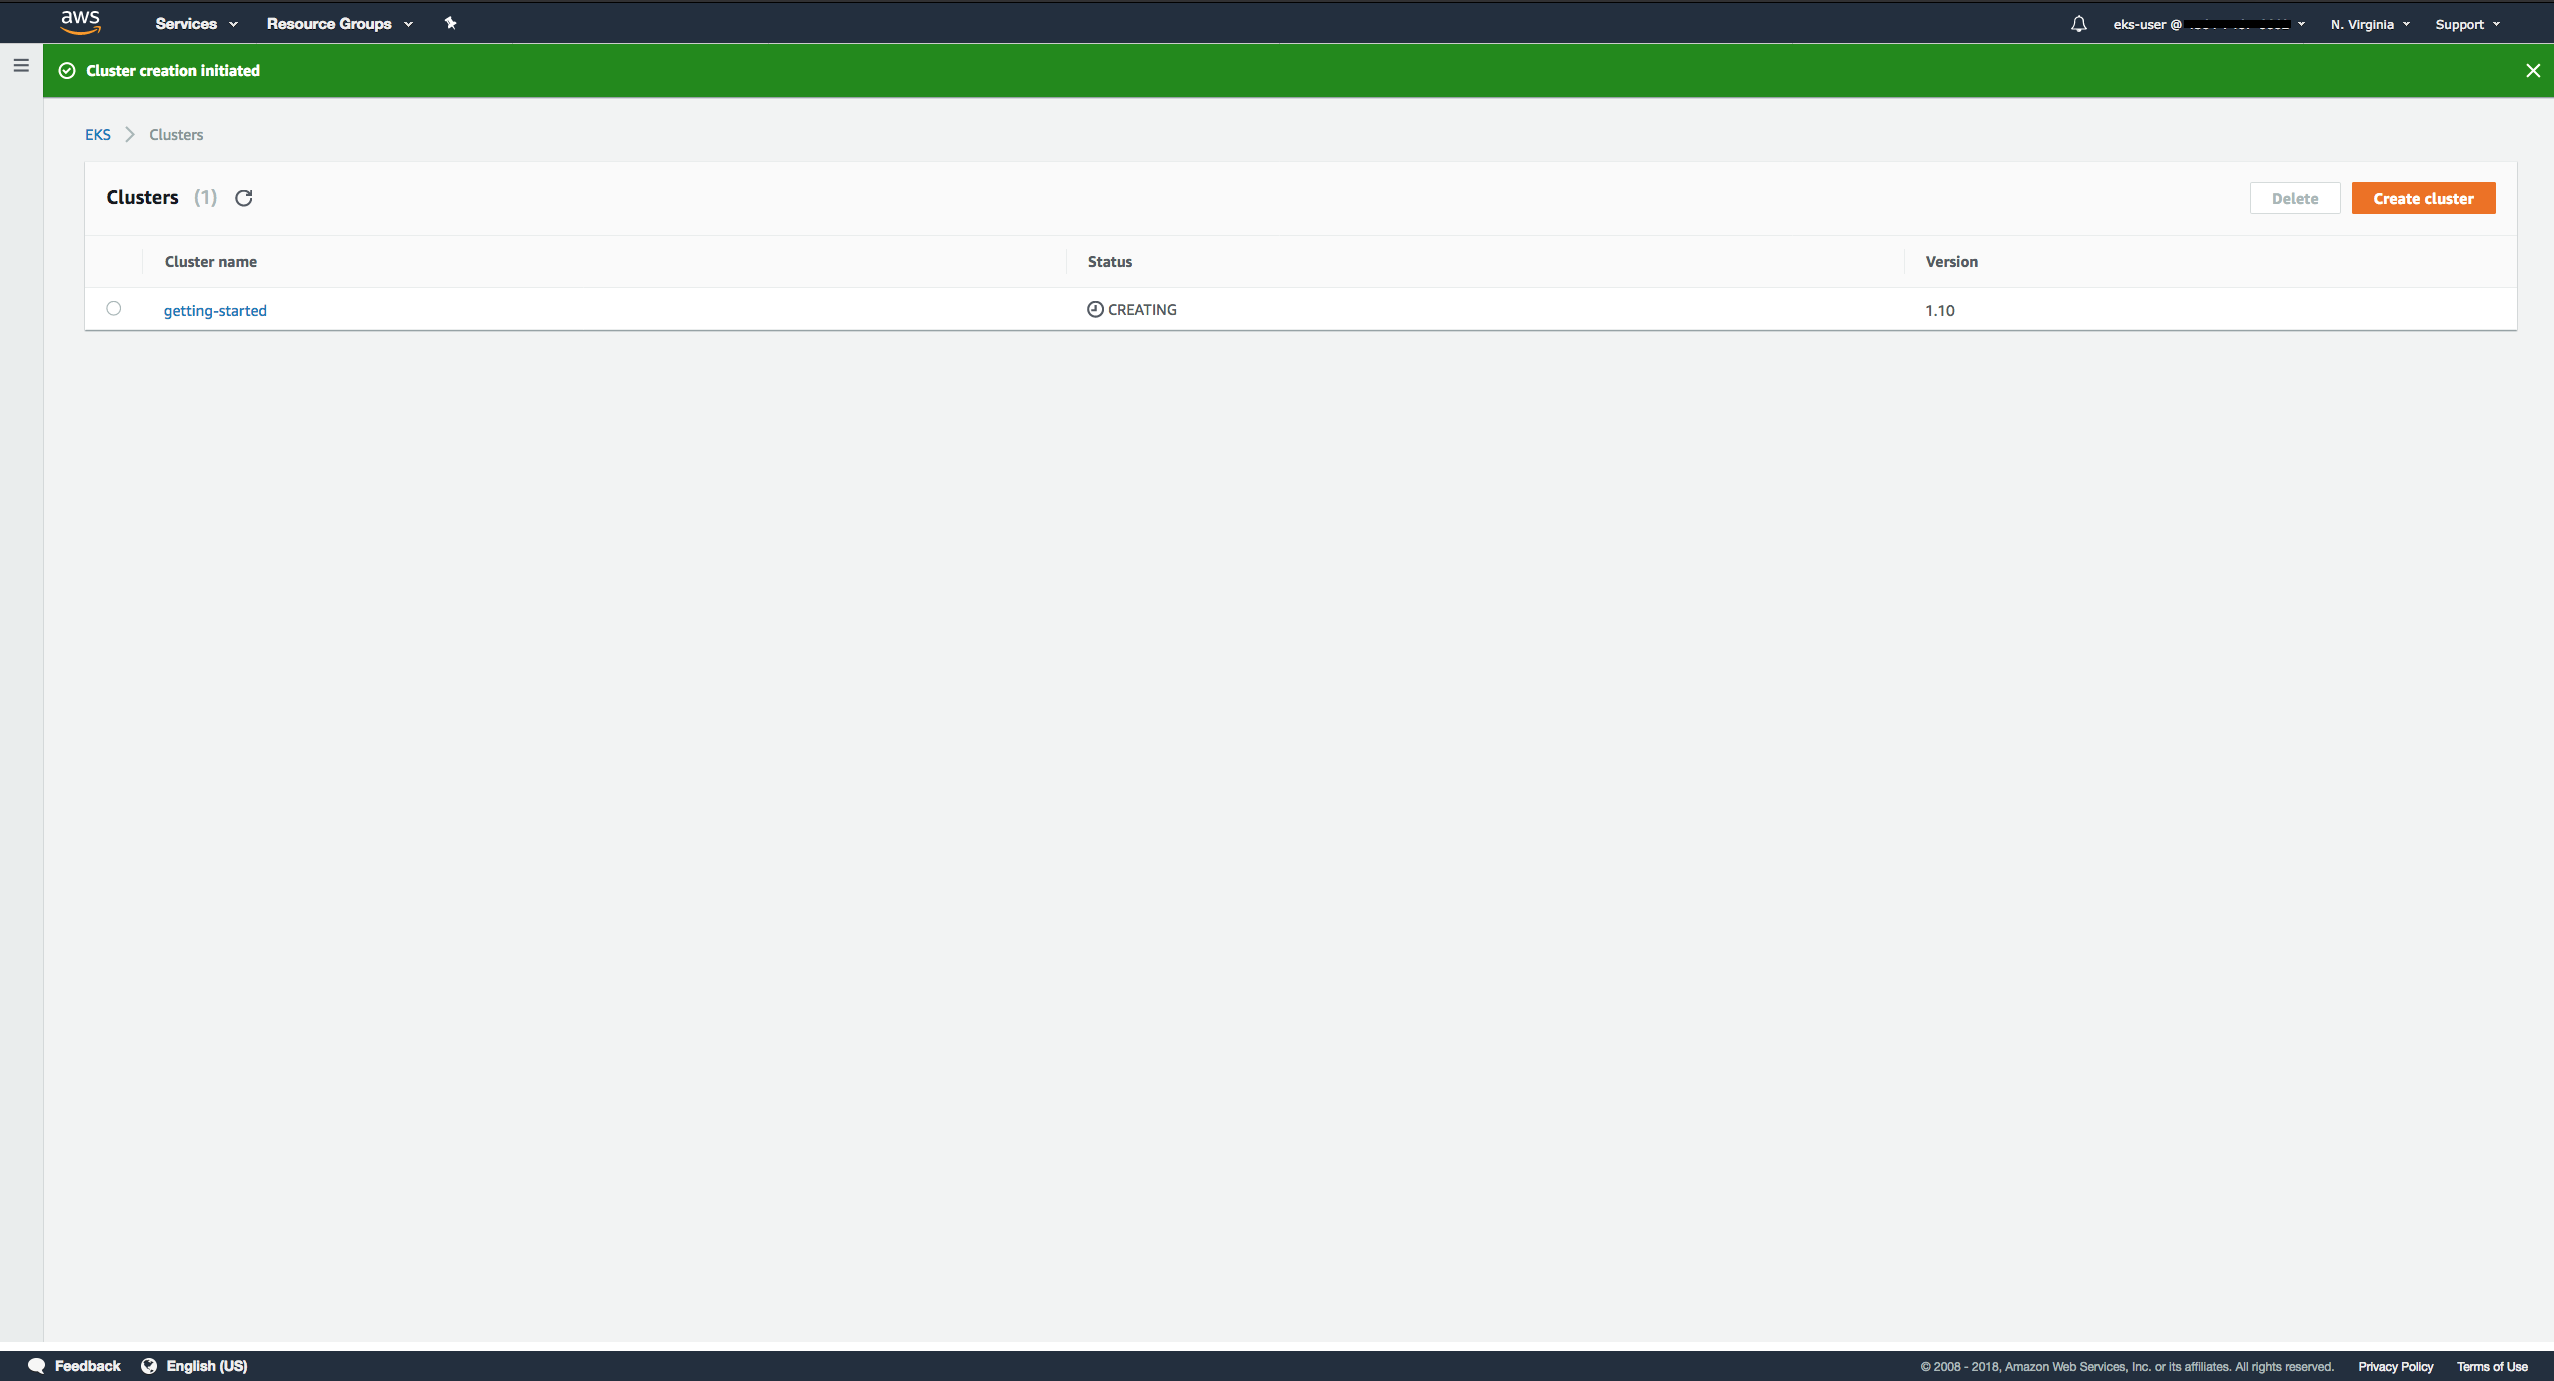 aws Services Resource Groups eks-user @ N. Virginia Support
Cluster creation initiated
EKS Clusters
Clusters (1) Delete Create cluster
Cluster name Status Version
getting-started CREATING 1.10
Feedback English (US) © 2008 - 2018, Amazon Web Services, Inc. or its affiliates. All rights reserved. Privacy Policy Terms of Use